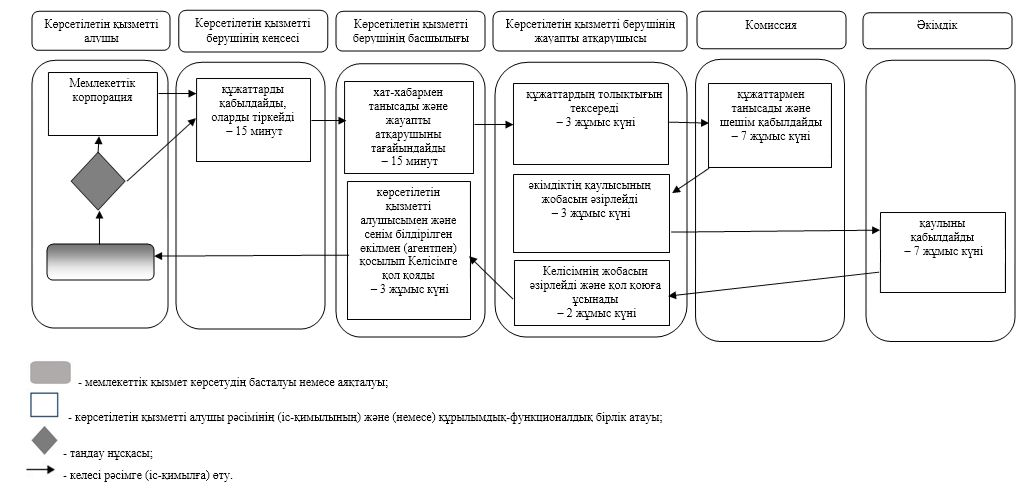 Көрсетілетін қызметті
алушы
Көрсетілетін қызметті
берушінің кеңсесі
Көрсетілетін қызметті
берушінің басшылығы
Көрсетілетін қызметті берушінің
жауапты атқарушысы
Комиссия
Әкімдік
Мемлекеттік
корпорация
құжаттарды
қабылдайды,
оларды тіркейді
– 15 минут
хат-хабармен
танысады және
жауапты
атқарушыны
тағайындайды
– 15 минут
құжаттардың толықтығын
тексереді
– 3 жұмыс күні
құжаттармен
танысады және
шешім қабылдайды
– 7 жұмыс күні
әкімдіктің қаулысының
жобасын әзірлейді
– 3 жұмыс күні
қаулыны
қабылдайды
– 7 жұмыс күні
Келісімнің жобасын
әзірлейді және қол қоюға
ұсынады
– 2 жұмыс күні
көрсетілетін
қызметті
алушысымен және
сенім білдірілген
өкілмен (агентпен)
қосылып Келісімге
қол қояды
– 3 жұмыс күні
- мемлекеттік қызмет көрсетудің басталуы немесе аяқталуы;
- көрсетілетін қызметті алушы рәсімінің (іс-қимылының) және (немесе) құрылымдық-функционалдық бірлік атауы;
- таңдау нұсқасы;
- келесі рәсімге (іс-қимылға) өту.